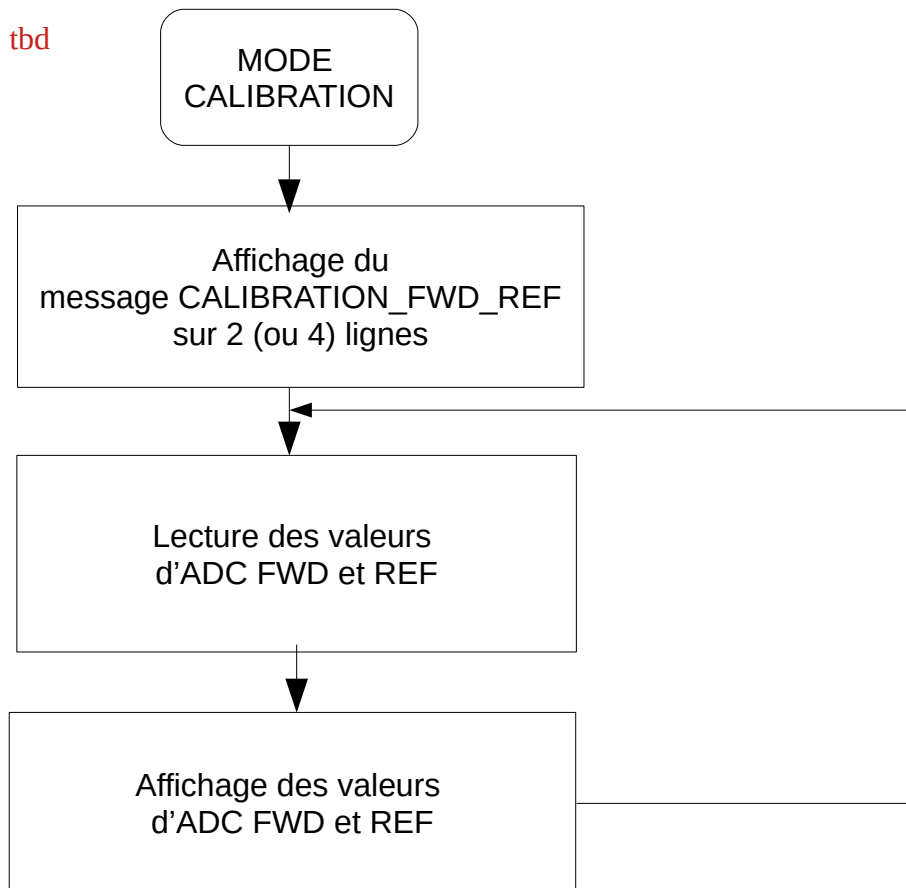 tbd
MODE
CALIBRATION
Affichage du
message CALIBRATION_FWD_REF
sur 2 (ou 4) lignes
Lecture des valeurs
d’ADC FWD et REF
Affichage des valeurs
d’ADC FWD et REF